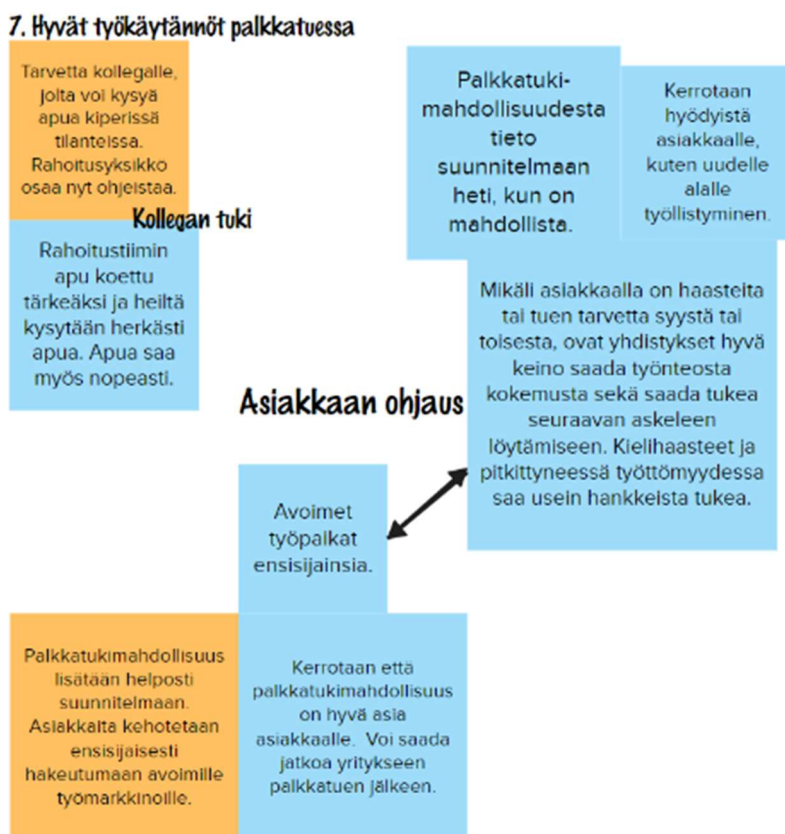 7. Hyvät työkäytännöt palkkatuessa
Tarvetta kollegalle,
jolta voi kysyä
apua kiperissä
tilanteissa.
Rahoitusyksikko
osaa nyt ohjeistaa.
Kollegan tuki
Rahoitustiimin
apu koettu
tärkeäksi ja heiltä
kysytään herkästi
apua. Apua saa
myös nopeasti.
Palkkatuki-
mahdollisuudesta
tieto
suunnitelmaan
heti, kun on
mahdollista.
Kerrotaan
hyödyistä
asiakkaalle,
kuten uudelle
alalle
työllistyminen.
Mikäli asiakkaalla on haasteita
tai tuen tarvetta syystä tai
toisesta, ovat yhdistykset hyvä
keino saada työnteosta
kokemusta sekä saada tukea
seuraavan askeleen
löytämiseen. Kielihaasteet ja
pitkittyneessä työttömyydessa
saa usein hankkeista tukea.
Asiakkaan ohjaus
Avoimet
työpaikat
ensisijainsia.
Palkkatukimahdollisuus
lisätään helposti
suunnitelmaan.
Asiakkaita kehotetaan
ensisijaisesti
hakeutumaan avoimille
työmarkkinoille.
Kerrotaan että
palkkatukimahdollisuus
on hyvä asia
asiakkaalle. Voi saada
jatkoa yritykseen
palkkatuen jälkeen.